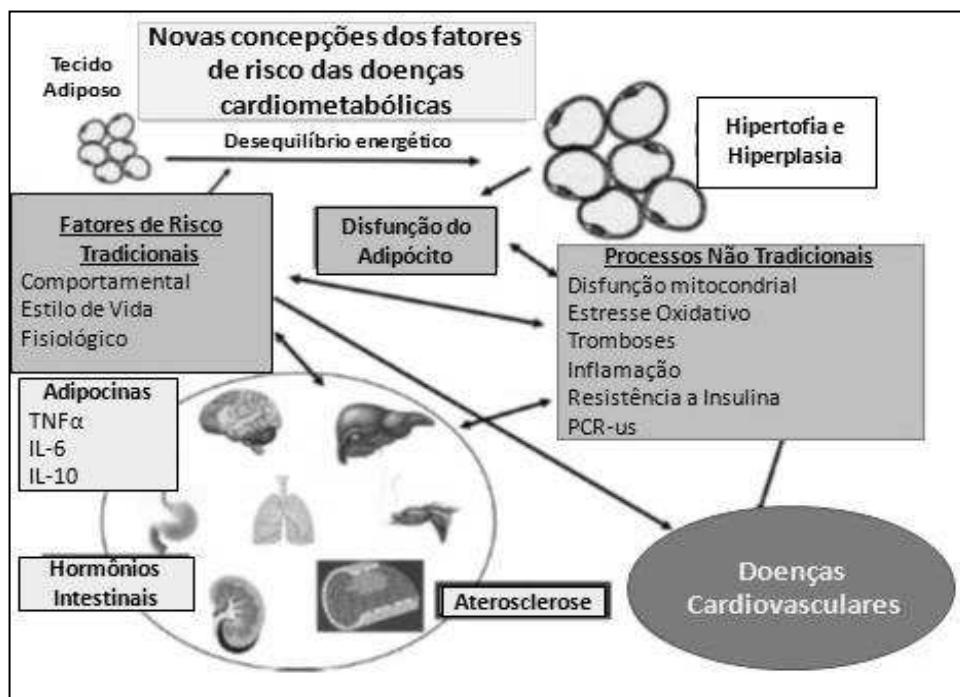 Novas concepções dos fatores
de risco das doenças
cardiometabólicas
Tecido
Adiposo
Desequilíbrio energético
Hipertofia e
Hiperplasia
Fatores de Risco
Tradicionais
Comportamental
Estilo de Vida
Fisiológico
Disfunção do
Adipócito
Processos Não Tradicionais
Disfunção mitocondrial
Estresse Oxidativo
Tromboses
Inflamação
Resistência a Insulina
PCR-us
Adipocinas
TNFα
IL-6
IL-10
Hormônios
Intestinais
Aterosclerose
Doenças
Cardiovasculares